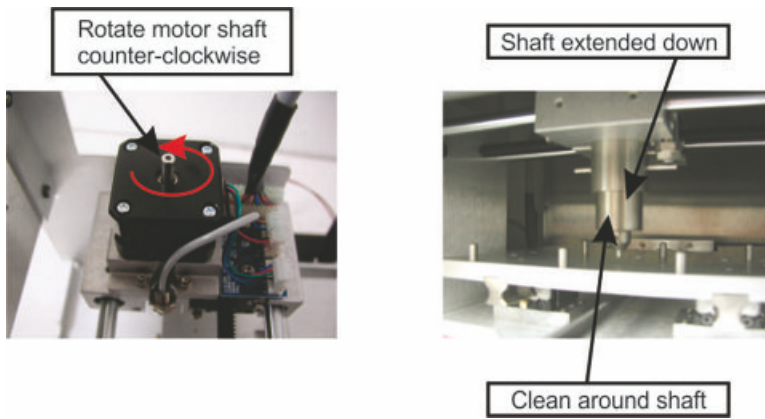 Rotate motor shaft
counter-clockwise
Shaft extended down
Clean around shaft